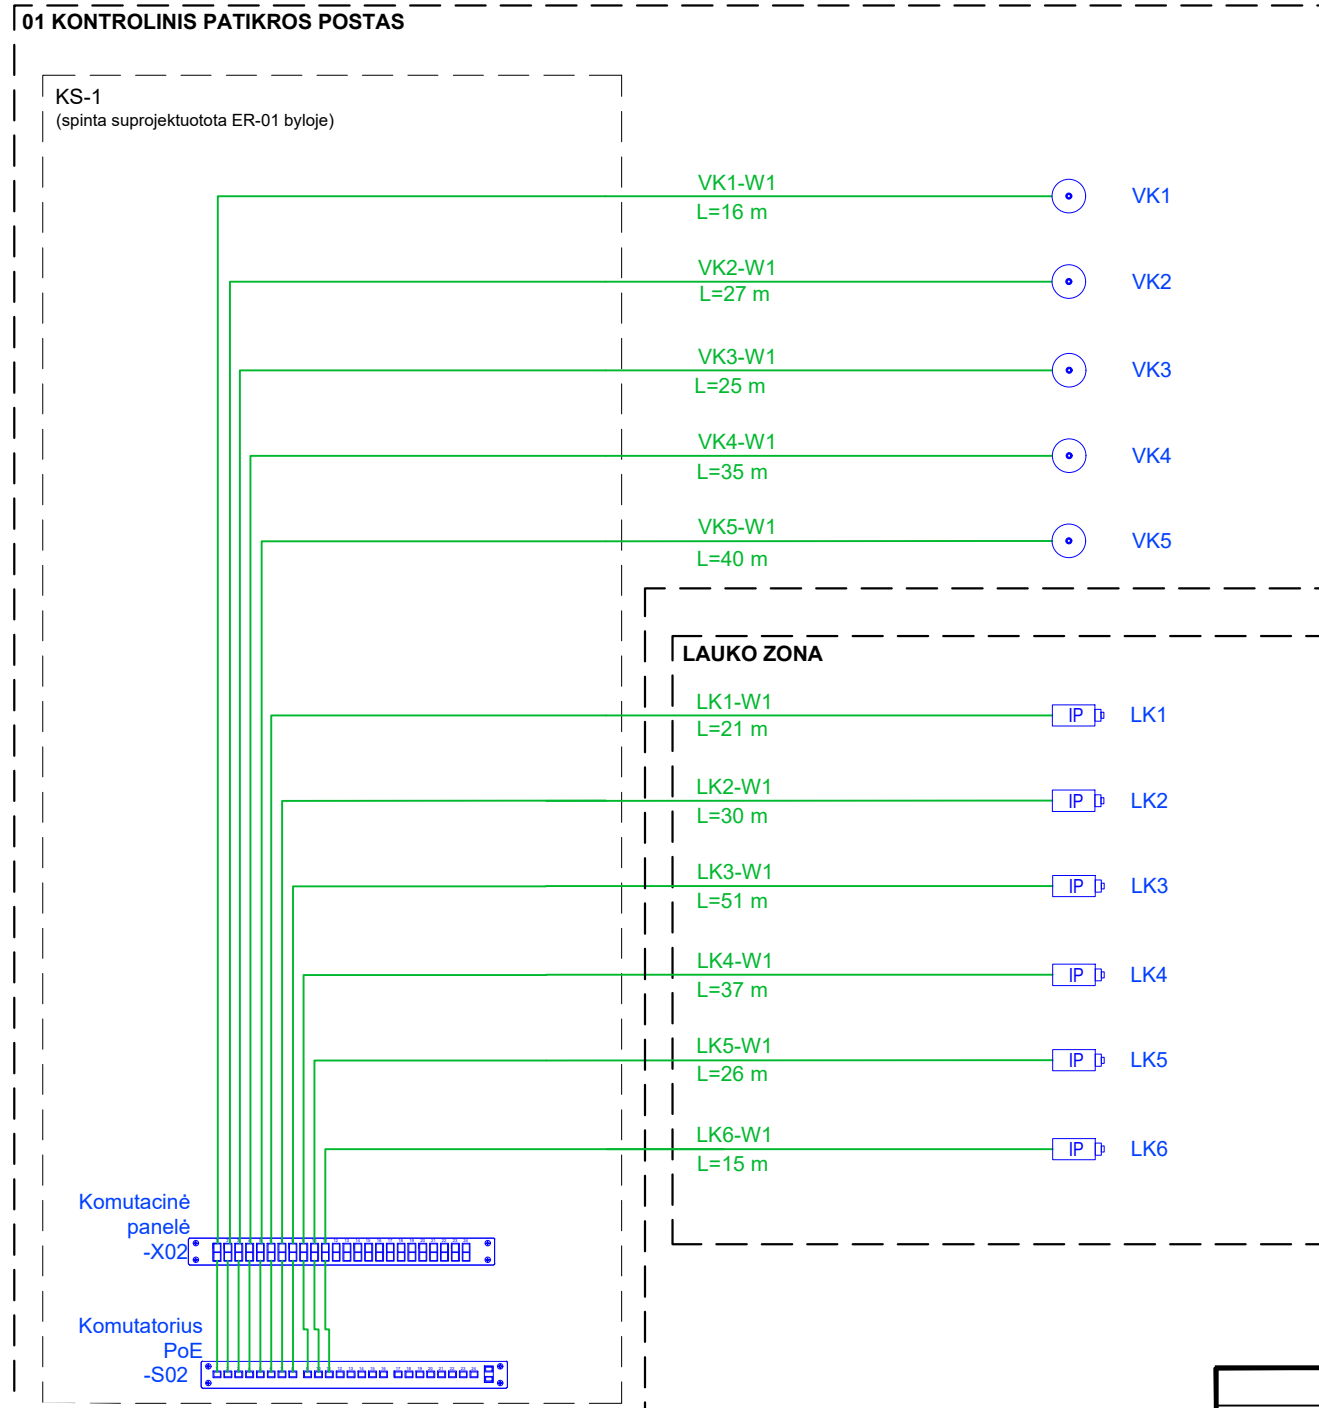 01 KONTROLINIS PATIKROS POSTAS
KS-1
(spinta suprojektuotota ER-01 byloje)
VK1-W1
L=16 m
VK1
VK2-W1
L=27 m
VK2
VK3-W1
L=25 m
VK3
VK4-W1
L=35 m
VK4
VK5-W1
L=40 m
VK5
LAUKO ZONA
LK1-W1
L=21 m
IP
LK1
LK2-W1
L=30 m
IP
LK2
LK3-W1
L=51 m
IP
LK3
LK4-W1
L=37 m
IP
LK4
LK5-W1
L=26 m
IP
LK5
LK6-W1
L=15 m
IP
LK6
Komutacinė
panelė
-X02
Komutatorius
PoE
-S02